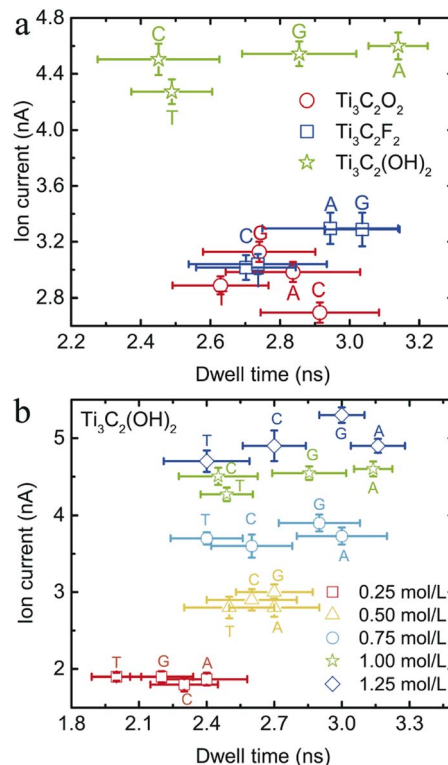 a
4.8
4.4
4.0
3.6
3.2
2.8
Ion current (nA)
C
G
A
T
Ti₃C₂O₂
Ti₃C₂F₂
Ti₃C₂(OH)₂
A
G
C
G
T
T
A
C
2.2
2.4
2.6
2.8
3.0
3.2
Dwell time (ns)
b
Ti₃C₂(OH)₂
5
4
3
2
Ion current (nA)
T
C
G
A
C
T
G
A
T
C
G
A
C
G
T
A
T
G
A
C
0.25 mol/L
0.50 mol/L
0.75 mol/L
1.00 mol/L
1.25 mol/L
1.8
2.1
2.4
2.7
3.0
3.3
Dwell time (ns)